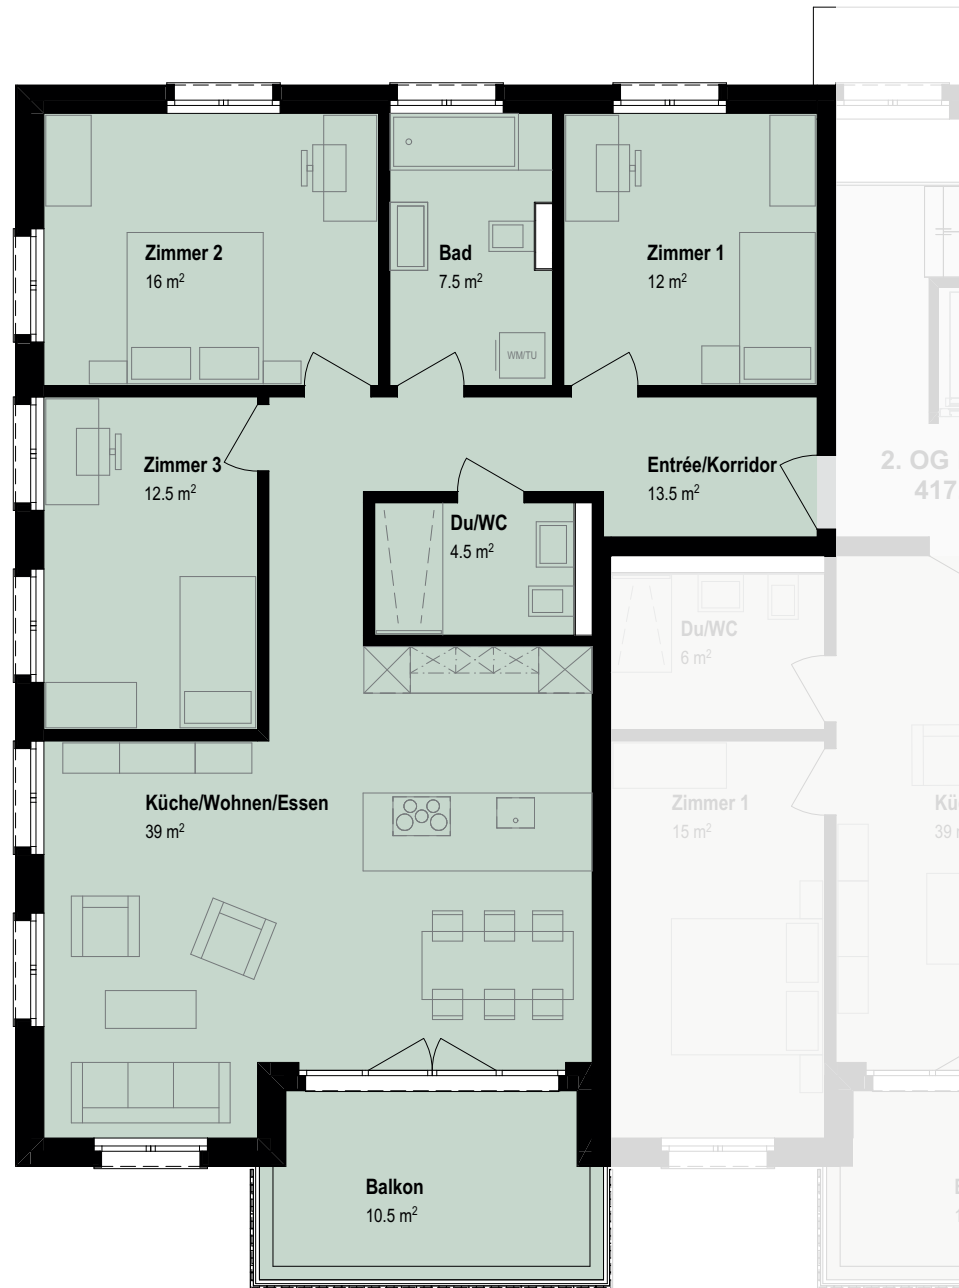 Zimmer 2
16 m²
Bad
7.5 m²
Zimmer 1
12 m²
WM/TU
Zimmer 3
12.5 m²
Entrée/Korridor
13.5 m²
2. OG
417
Du/WC
4.5 m²
Du/WC
6 m²
Küche/Wohnen/Essen
39 m²
Zimmer 1
15 m²
Kü
39 m
Balkon
10.5 m²